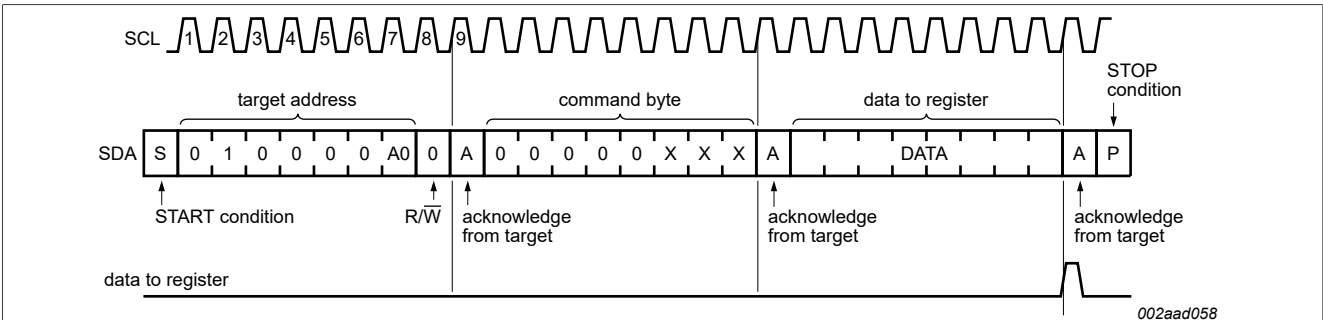 SCL 1 2 3 4 5 6 7 8 9
STOP
condition
target address command byte data to register
SDA S 0 1 0 0 0 0 A0 0 A 0 0 0 0 0 X X X A DATA A P
START condition R/W̅ acknowledge
from target acknowledge
from target acknowledge
from target
data to register
002aad058